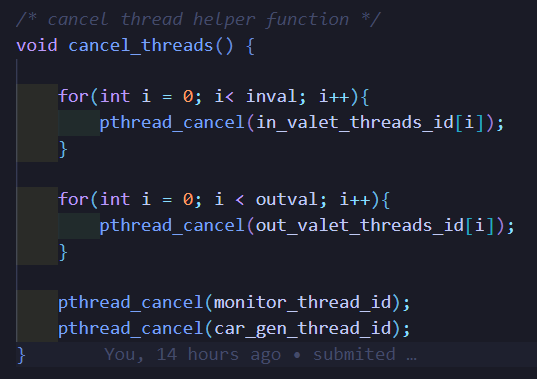 /* cancel thread helper function */
void cancel_threads() {
for(int i = 0; i< inval; i++){
pthread_cancel(in_valet_threads_id[i]);
}
for(int i = 0; i < outval; i++){
pthread_cancel(out_valet_threads_id[i]);
}
pthread_cancel(monitor_thread_id);
pthread_cancel(car_gen_thread_id);
} You, 14 hours ago • submited …